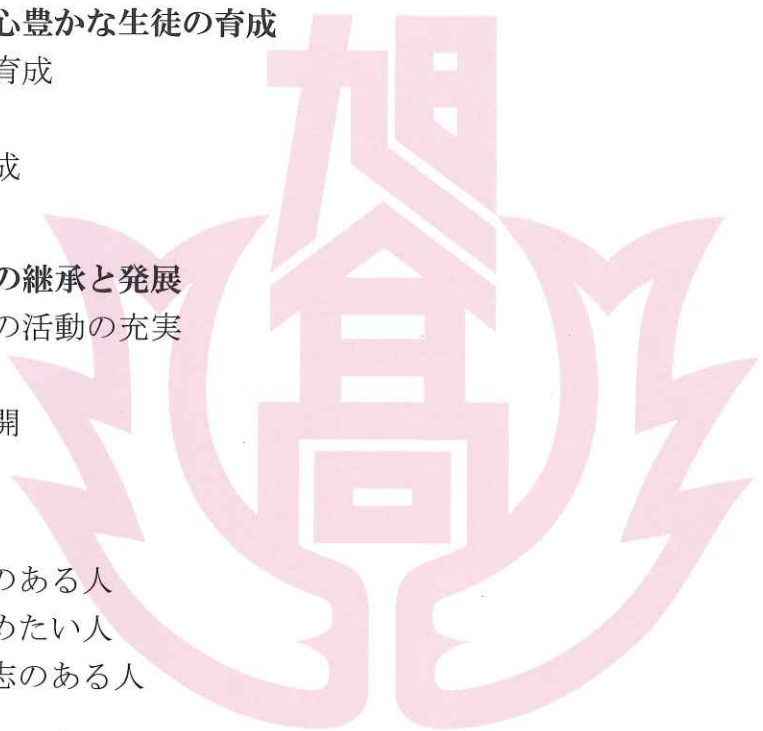 心豊かな生徒の育成
育成
成
の継承と発展
の活動の充実
開
のある人
めたい人
志のある人
旭高